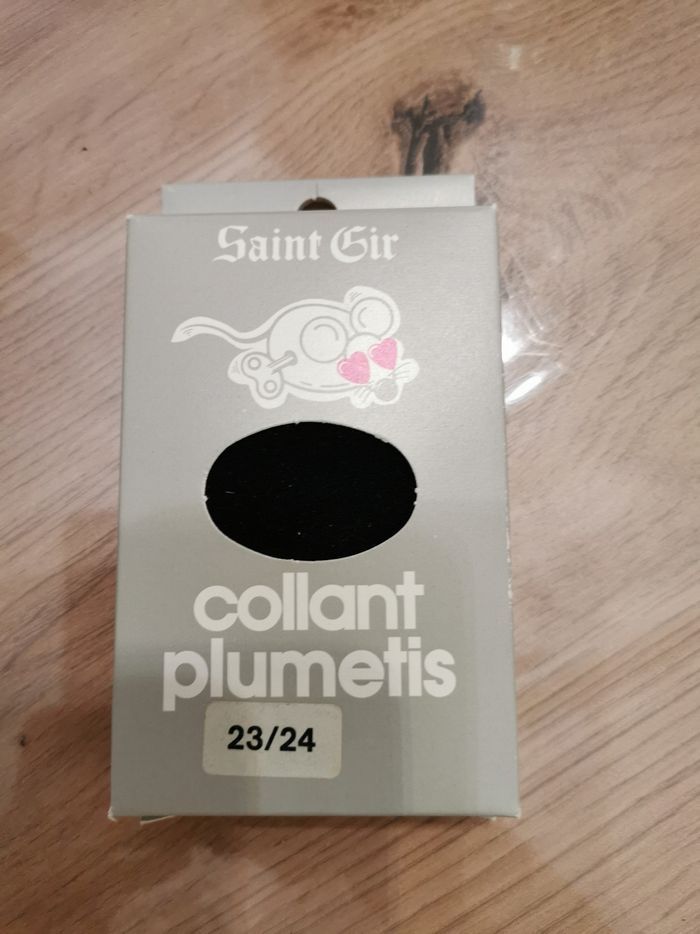 Saint Gir
collant
plumetis
23/24